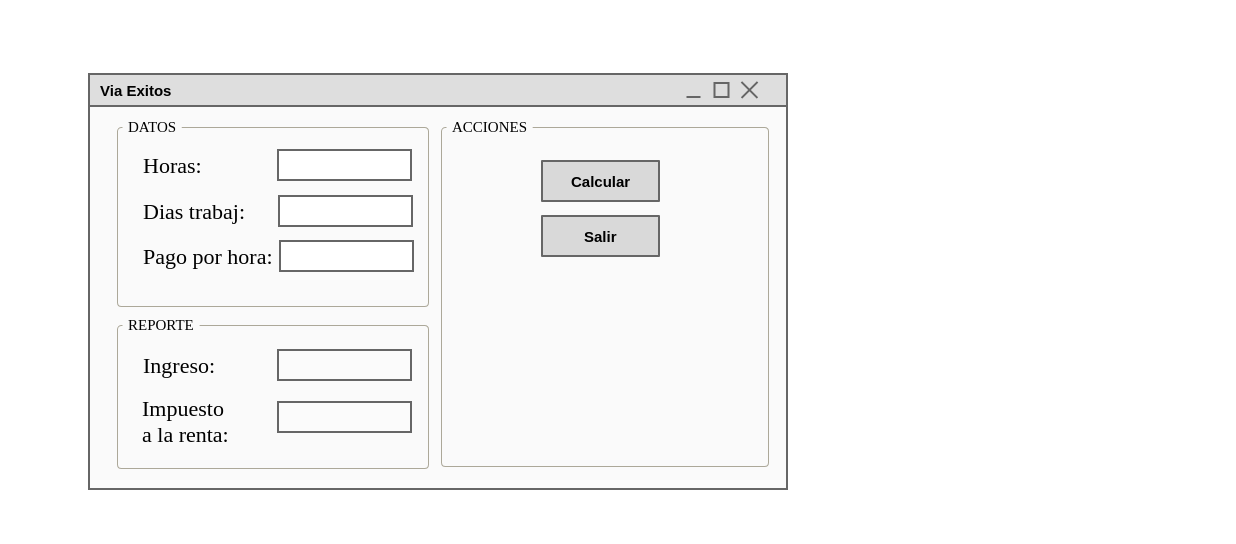 Via Exitos
DATOS
Horas:
Dias trabaj:
Pago por hora:
REPORTE
Ingreso:
Impuesto
a la renta:
ACCIONES
Calcular
Salir